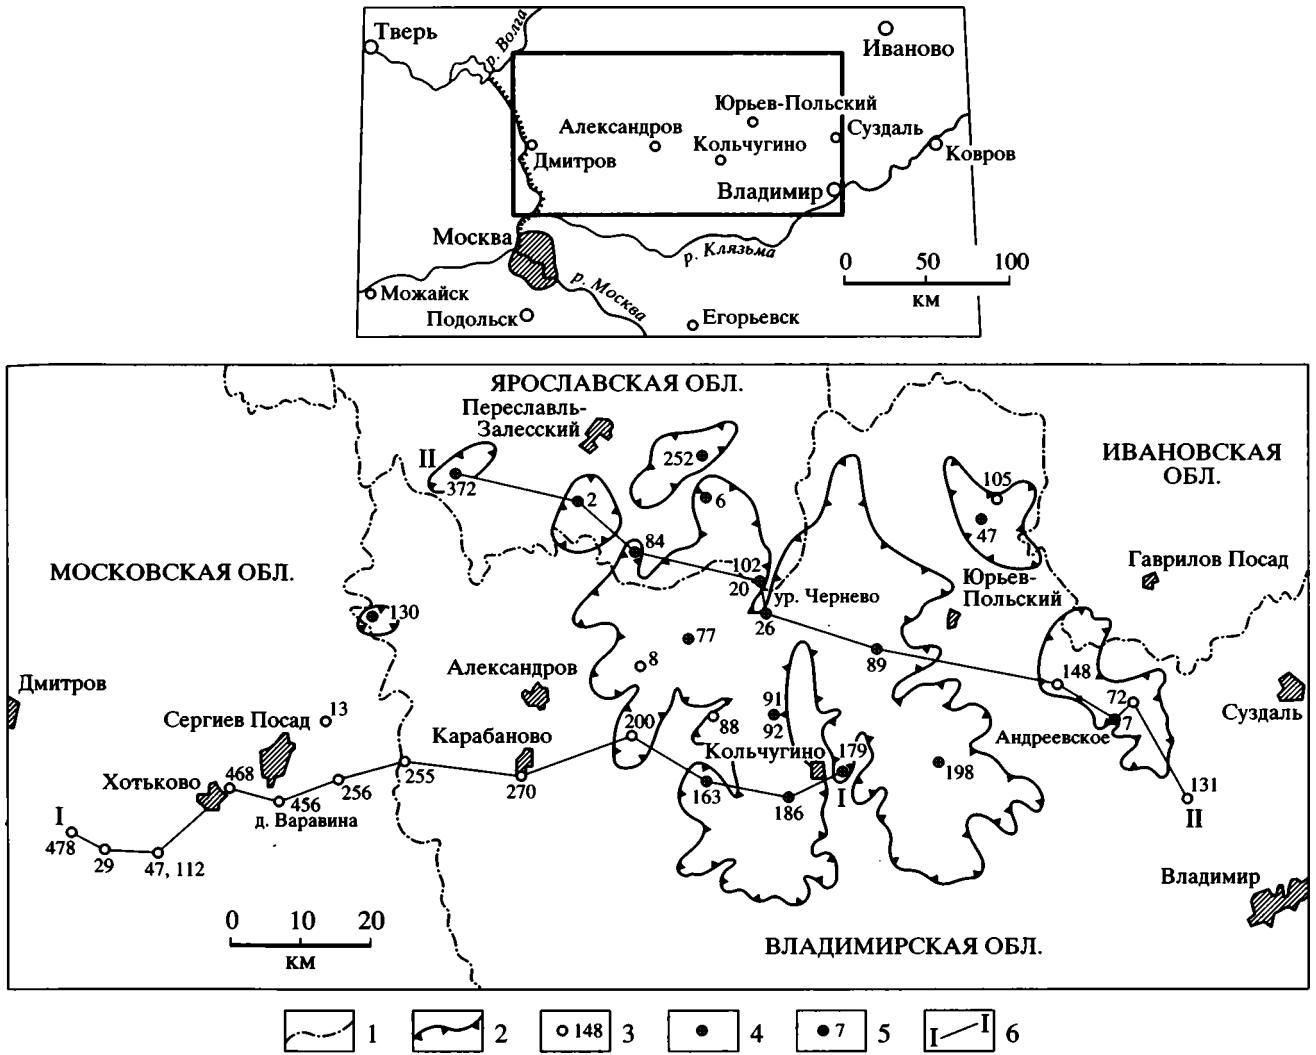 Тверь
р. Волга
Иваново
Юрьев-Польский
Александров
Суздаль
Кольчугино
Дмитров
Ковров
Владимир
Москва
р. Клязьма
0 50 100
км
Можайск
р. Москва
Подольск
Егорьевск
ЯРОСЛАВСКАЯ ОБЛ.
Переславль-
Залесский
ИВАНОВСКАЯ
ОБЛ.
II
372
252
2
6
105
47
84
МОСКОВСКАЯ ОБЛ.
102
20
Гаврилов Посад
Юрьев-
Польский
ур. Чернево
130
26
77
8
89
148
Дмитров
Александров
72
7
Суздаль
Сергиев Посад
13
91
92
88
200
Карабаново
Андреевское
Кольчугино
179
Хотьково
468
255
256
270
198
163
186
I
131
II
456
д. Варавина
I
478
29
47, 112
Владимир
0 10 20
км
ВЛАДИМИРСКАЯ ОБЛ.
1
2
148 3
4
7 5
I I 6